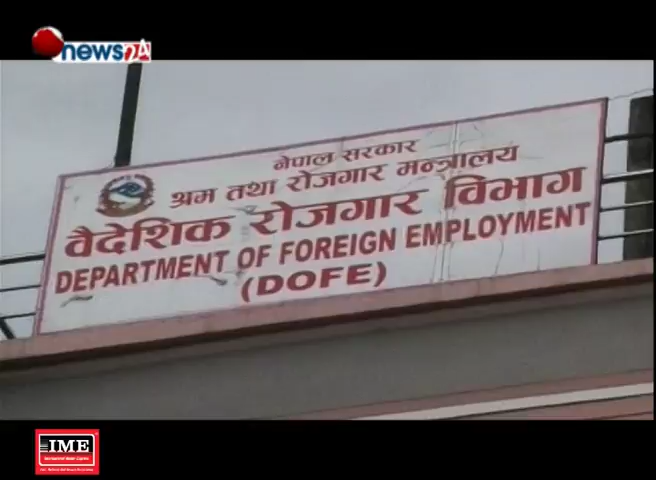 news24
नेपाल सरकार
श्रम तथा रोजगार मन्त्रालय
वैदेशिक रोजगार विभाग
DEPARTMENT OF FOREIGN EMPLOYMENT
(DOFE)
IME